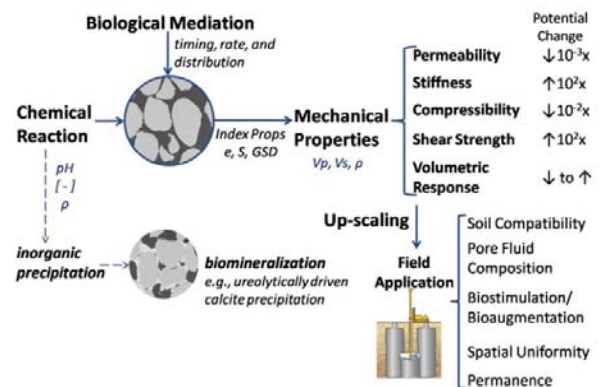 Biological Mediation
timing, rate, and
distribution
Chemical
Reaction
Index Props
e, S, GSD
Mechanical
Properties
Vp, Vs, ρ
Potential
Change
Permeability ↓10⁻³x
Stiffness ↑10²x
Compressibility ↓10⁻²x
Shear Strength ↑10²x
Volumetric
Response ↓ to ↑
pH
[ - ]
ρ
inorganic
precipitation
biomineralization
e.g., ureolytically driven
calcite precipitation
Up-scaling
Field
Application
Soil Compatibility
Pore Fluid
Composition
Biostimulation/
Bioaugmentation
Spatial Uniformity
Permanence